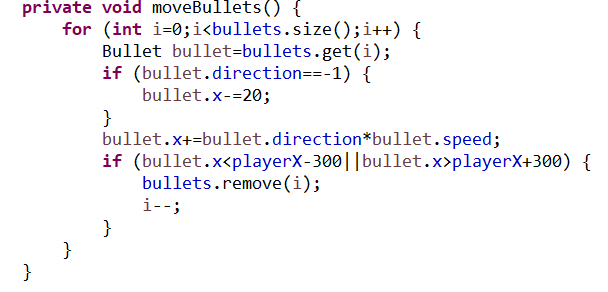 private void moveBullets() {
for (int i=0;i<bullets.size();i++) {
Bullet bullet=bullets.get(i);
if (bullet.direction==-1) {
bullet.x-=20;
}
bullet.x+=bullet.direction*bullet.speed;
if (bullet.x<playerX-300||bullet.x>playerX+300) {
bullets.remove(i);
i--;
}
}
}